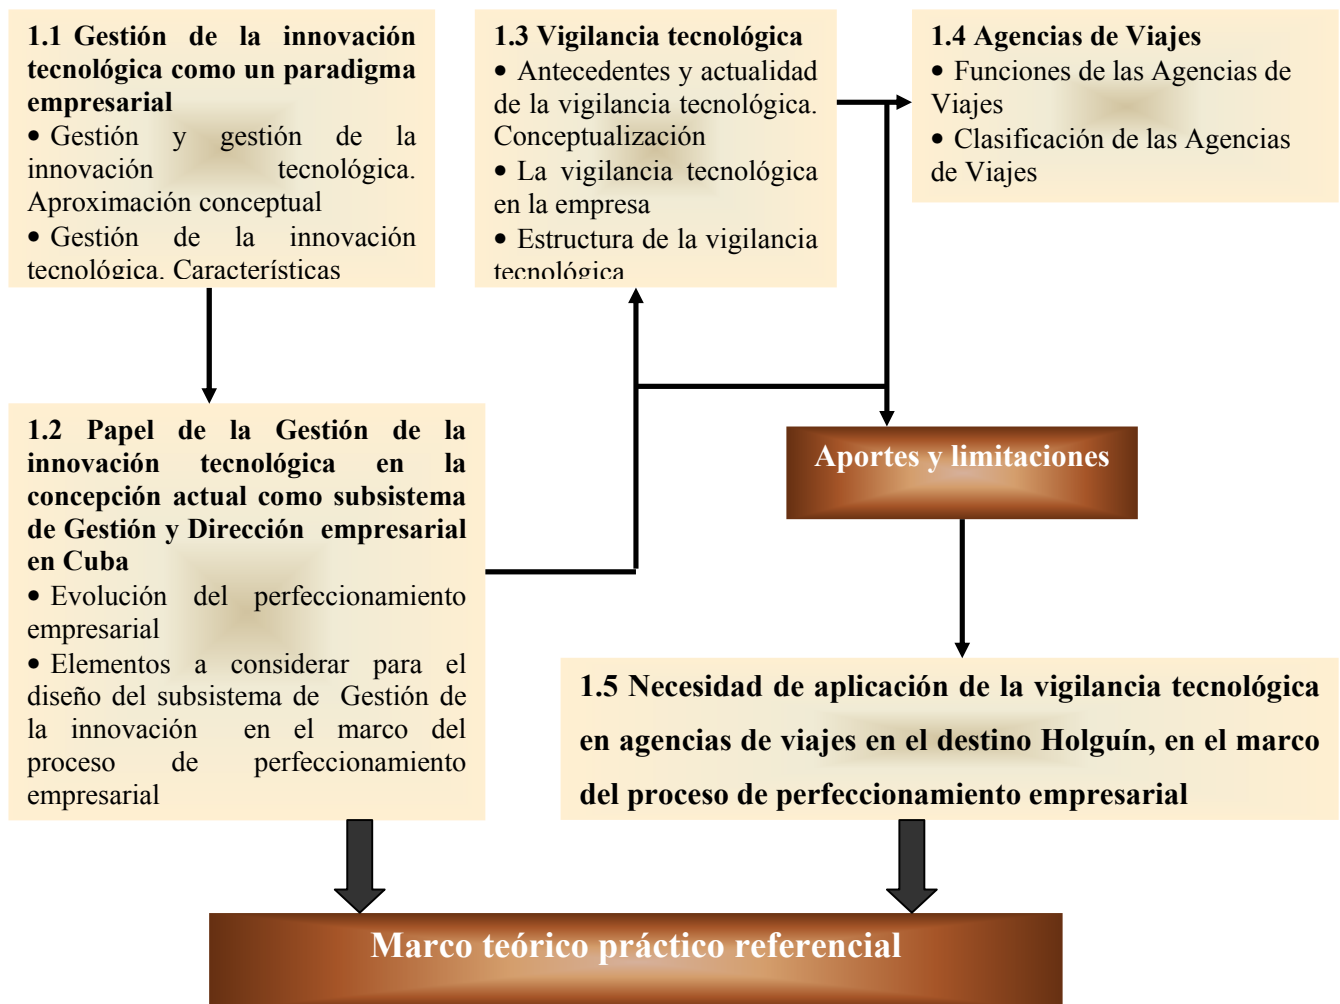 1.1 Gestión de la innovación
tecnológica como un paradigma
empresarial
• Gestión y gestión de la
innovación tecnológica.
Aproximación conceptual
• Gestión de la innovación
tecnológica. Características
1.2 Papel de la Gestión de la
innovación tecnológica en la
concepción actual como subsistema
de Gestión y Dirección empresarial
en Cuba
• Evolución del perfeccionamiento
empresarial
• Elementos a considerar para el
diseño del subsistema de Gestión de
la innovación en el marco del
proceso de perfeccionamiento
empresarial
1.3 Vigilancia tecnológica
• Antecedentes y actualidad
de la vigilancia tecnológica.
Conceptualización
• La vigilancia tecnológica
en la empresa
• Estructura de la vigilancia
tecnológica
1.4 Agencias de Viajes
• Funciones de las Agencias de
Viajes
• Clasificación de las Agencias
de Viajes
Aportes y limitaciones
1.5 Necesidad de aplicación de la vigilancia tecnológica
en agencias de viajes en el destino Holguín, en el marco
del proceso de perfeccionamiento empresarial
Marco teórico práctico referencial